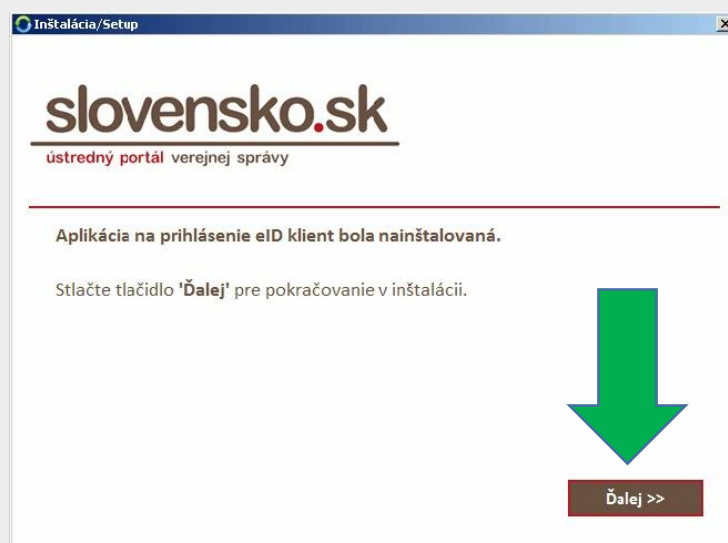 Inštalácia/Setup
slovensko.sk
ústredný portál verejnej správy
Aplikácia na prihlásenie eID klient bola nainštalovaná.
Stlačte tlačidlo 'Ďalej' pre pokračovanie v inštalácii.
Ďalej >>